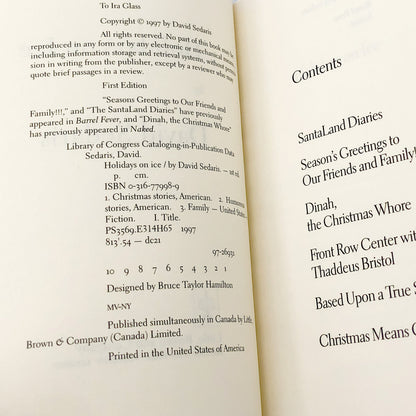 To Ira Glass
Copyright © 1997 by David Sedaris
All rights reserved. No part of this book may be
reproduced in any form or by any electronic or mechanical means,
including information storage and retrieval systems, without permis-
sion in writing from the publisher, except by a reviewer who may
quote brief passages in a review.
First Edition
"Seasons Greetings to Our Friends and
Family!!!," and "The SantaLand Diaries" have previously
appeared in Barrel Fever, and "Dinah, the Christmas Whore"
has previously appeared in Naked.
Library of Congress Cataloging-in-Publication Data
Sedaris, David.
Holidays on ice / by David Sedaris. — 1st ed.
p. cm.
ISBN 0-316-77998-9
1. Christmas stories, American. 2. Humorous
stories, American. 3. Family — United States
Fiction. I. Title.
PS3569.E314H65 1997
813'.54 — dc21
97-26931
10 9 8 7 6 5 4 3 2 1
Designed by Bruce Taylor Hamilton
MV-NY
Published simultaneously in Canada by Little,
Brown & Company (Canada) Limited.
Printed in the United States of America
Contents
SantaLand Diaries
Season's Greetings to
Our Friends and Family!
Dinah,
the Christmas Whore
Front Row Center with
Thaddeus Bristol
Based Upon a True S
Christmas Means G